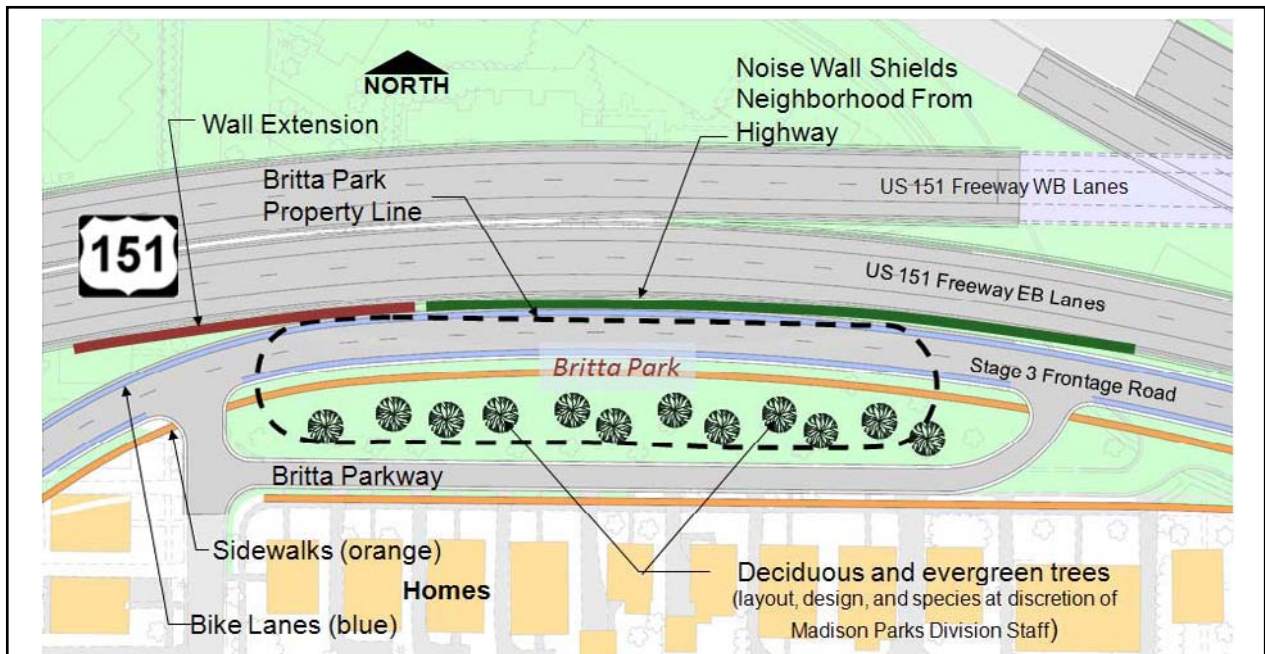 NORTH
Wall Extension
Noise Wall Shields
Neighborhood From
Highway
Britta Park
Property Line
US 151 Freeway WB Lanes
151
US 151 Freeway EB Lanes
Britta Park
Stage 3 Frontage Road
Britta Parkway
Sidewalks (orange)
Homes
Bike Lanes (blue)
Deciduous and evergreen trees
(layout, design, and species at discretion of
Madison Parks Division Staff)